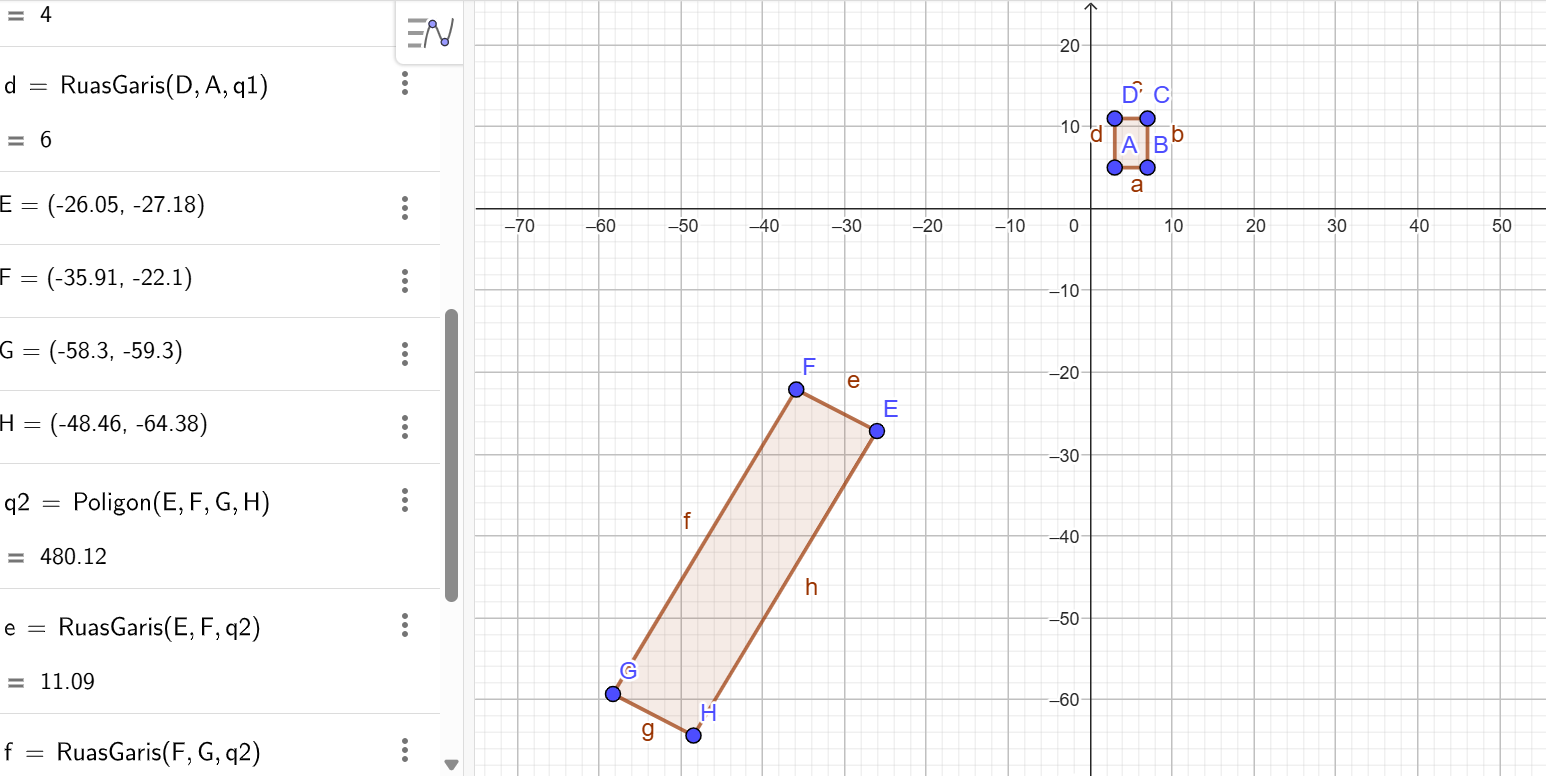 = 4
d = RuasGaris(D, A, q1)
= 6
E = (-26.05, -27.18)
F = (-35.91, -22.1)
G = (-58.3, -59.3)
H = (-48.46, -64.38)
q2 = Poligon(E, F, G, H)
= 480.12
e = RuasGaris(E, F, q2)
= 11.09
f = RuasGaris(F, G, q2)
20
D C
10
d A B b
a
–70 –60 –50 –40 –30 –20 –10 0 10 20 30 40 50
–10
–20
F
e
E
–30
f
–40
h
–50
G
–60
H
g